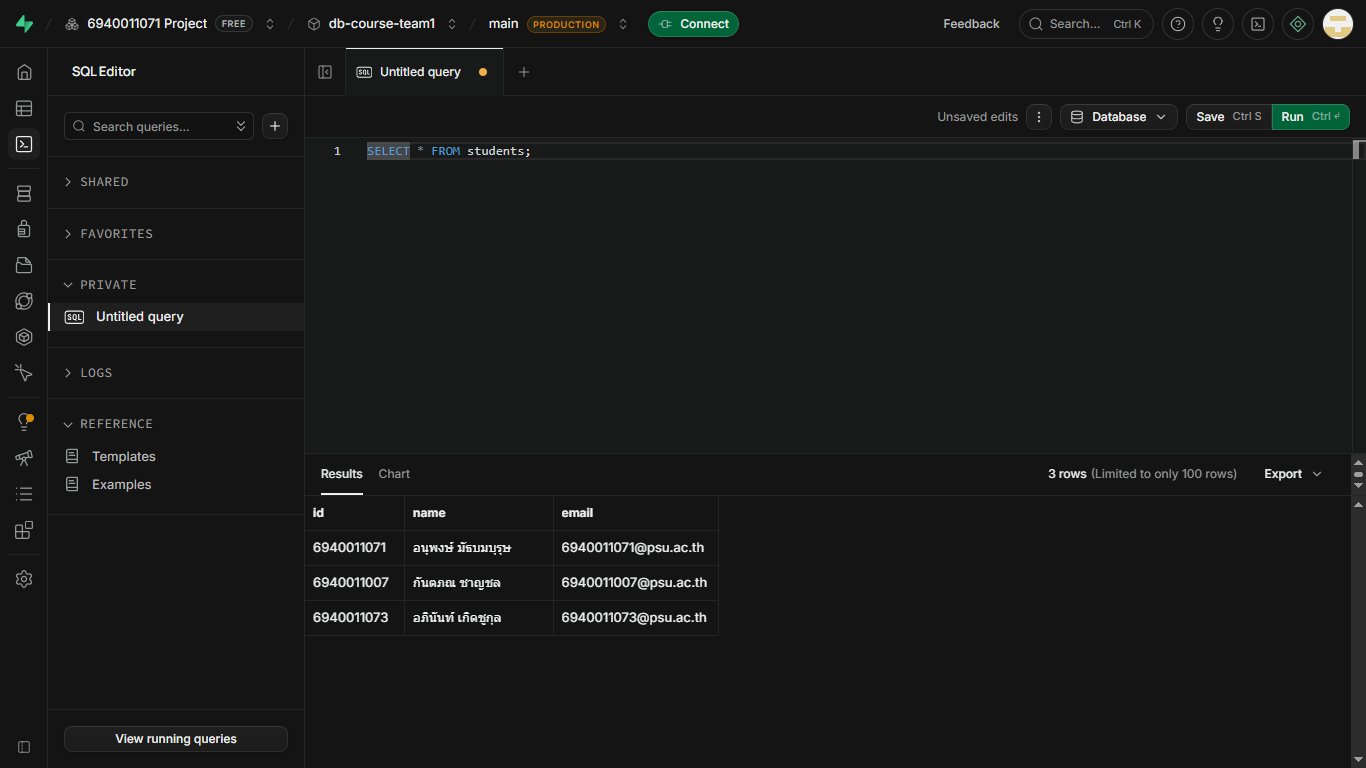 6940011071 Project FREE / db-course-team1 / main PRODUCTION Connect Feedback Search... Ctrl K
SQL Editor
Untitled query
Search queries...
Unsaved edits Database Save Ctrl S Run Ctrl ↵
1 SELECT * FROM students;
SHARED
FAVORITES
PRIVATE
SQL Untitled query
LOGS
REFERENCE
Templates
Examples
View running queries
Results Chart 3 rows (Limited to only 100 rows) Export
id name email
6940011071 อนุพงษ์ มัธบมบุรุษ 6940011071@psu.ac.th
6940011007 กันตภณ ชาญชล 6940011007@psu.ac.th
6940011073 อภินันท์ เกิดชูกุล 6940011073@psu.ac.th